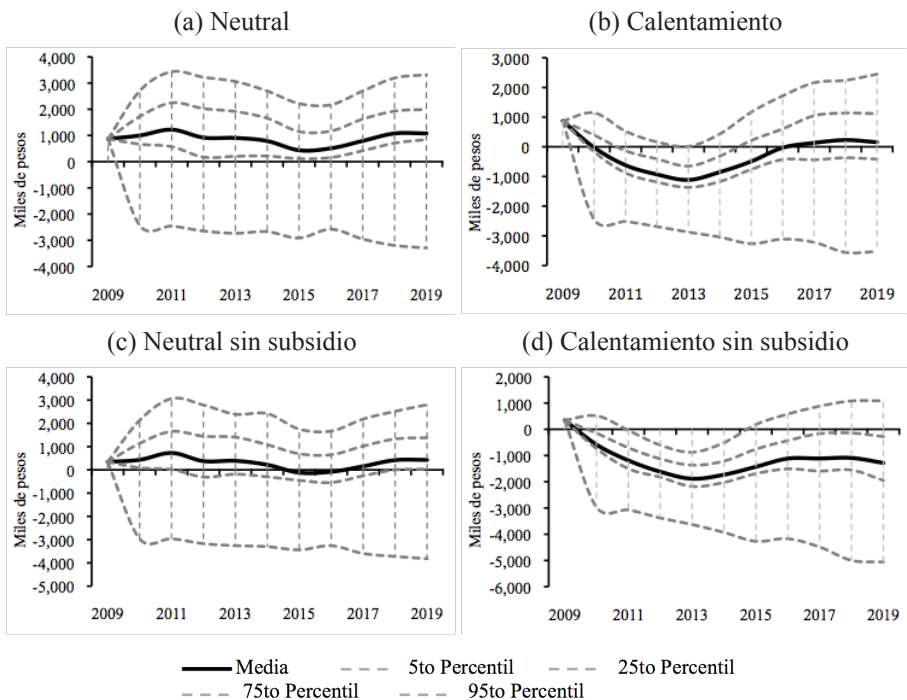 (a) Neutral
Miles de pesos
4,000
3,000
2,000
1,000
0
-1,000
-2,000
-3,000
-4,000
2009 2011 2013 2015 2017 2019
(b) Calentamiento
Miles de pesos
3,000
2,000
1,000
0
-1,000
-2,000
-3,000
-4,000
2009 2011 2013 2015 2017 2019
(c) Neutral sin subsidio
Miles de pesos
4,000
3,000
2,000
1,000
0
-1,000
-2,000
-3,000
-4,000
-5,000
2009 2011 2013 2015 2017 2019
(d) Calentamiento sin subsidio
Miles de pesos
2,000
1,000
0
-1,000
-2,000
-3,000
-4,000
-5,000
-6,000
2009 2011 2013 2015 2017 2019
Media 5to Percentil 25to Percentil
75to Percentil 95to Percentil